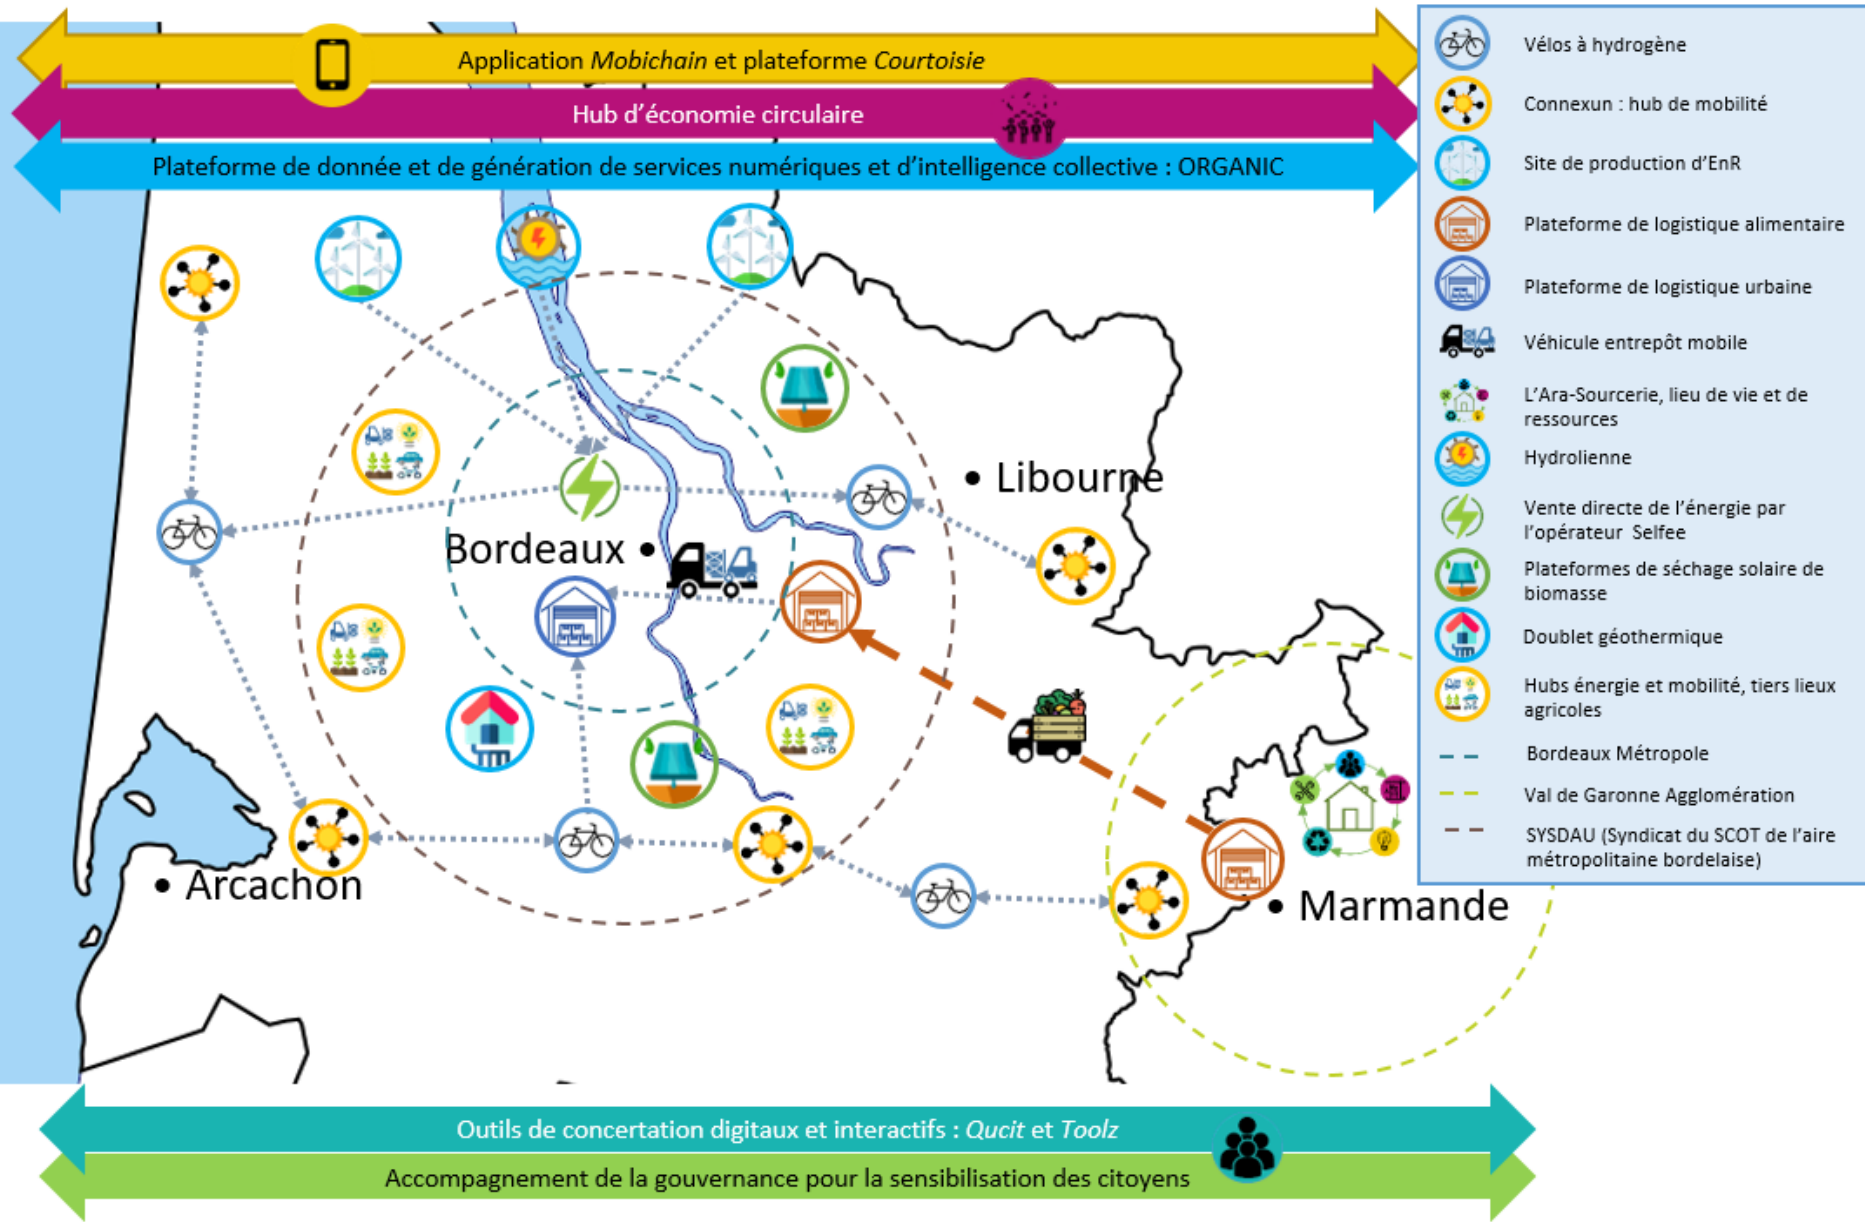 Application Mobichain et plateforme Courtoisie
Hub d’économie circulaire
Plateforme de donnée et de génération de services numériques et d’intelligence collective : ORGANIC
Libourne
Bordeaux
Arcachon
Marmande
Outils de concertation digitaux et interactifs : Qucit et Toolz
Accompagnement de la gouvernance pour la sensibilisation des citoyens
Vélos à hydrogène
Connexun : hub de mobilité
Site de production d’EnR
Plateforme de logistique alimentaire
Plateforme de logistique urbaine
Véhicule entrepôt mobile
L’Ara-Sourcerie, lieu de vie et de
ressources
Hydrolienne
Vente directe de l’énergie par
l’opérateur Selfee
Plateformes de séchage solaire de
biomasse
Doublet géothermique
Hubs énergie et mobilité, tiers lieux
agricoles
Bordeaux Métropole
Val de Garonne Agglomération
SYSDAU (Syndicat du SCOT de l’aire
métropolitaine bordelaise)